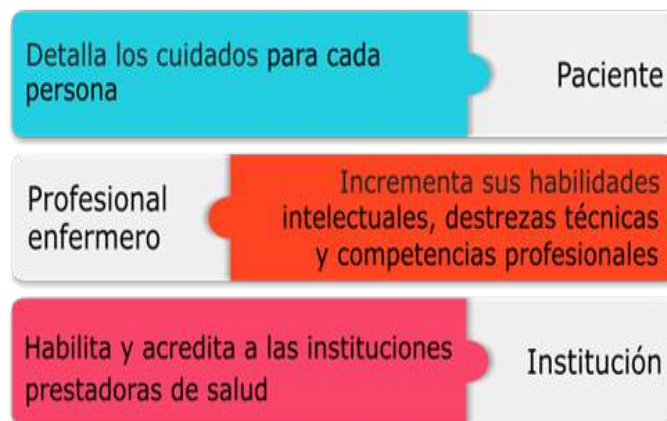 Detalla los cuidados para cada
persona
Paciente
Profesional
enfermero
Incrementa sus habilidades
intelectuales, destrezas técnicas
y competencias profesionales
Habilita y acredita a las instituciones
prestadoras de salud
Institución